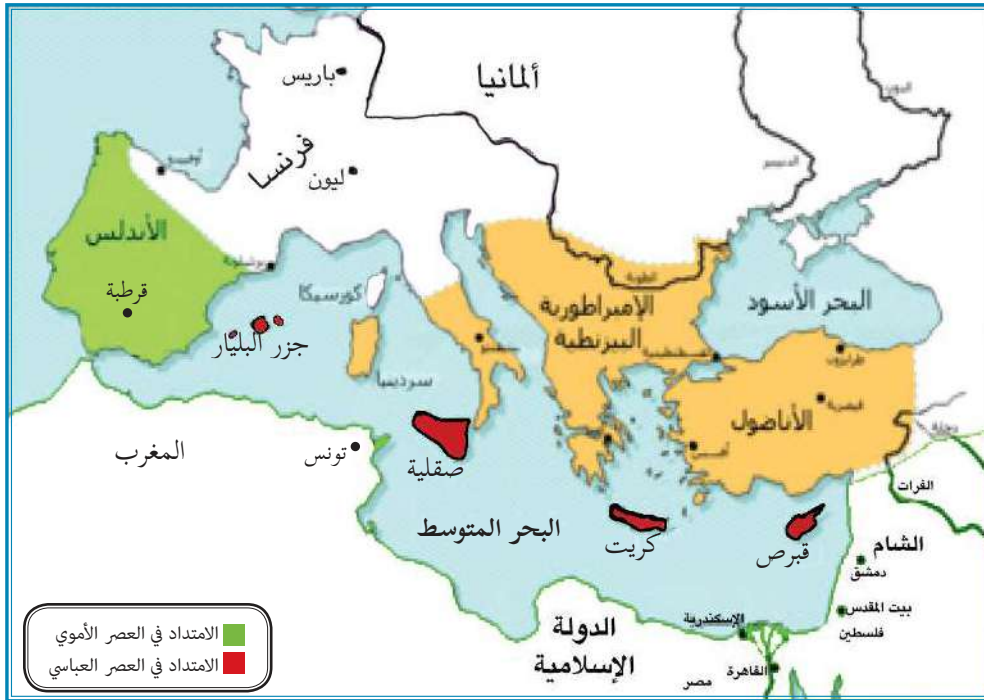 ألمانيا
باريس
فرنسا
ليون
الأندلس
قرطبة
كورسيكا
جزر البليار
سردينيا
الإمبراطورية
البيزنطية
البحر الأسود
الأناضول
المغرب
تونس
صقلية
البحر المتوسط
كريت
قبرص
الفرات
دجلة
الشام
دمشق
بيت المقدس
فلسطين
الإسكندرية
القاهرة
مصر
الدولة
الإسلامية
الامتداد في العصر الأموي
الامتداد في العصر العباسي